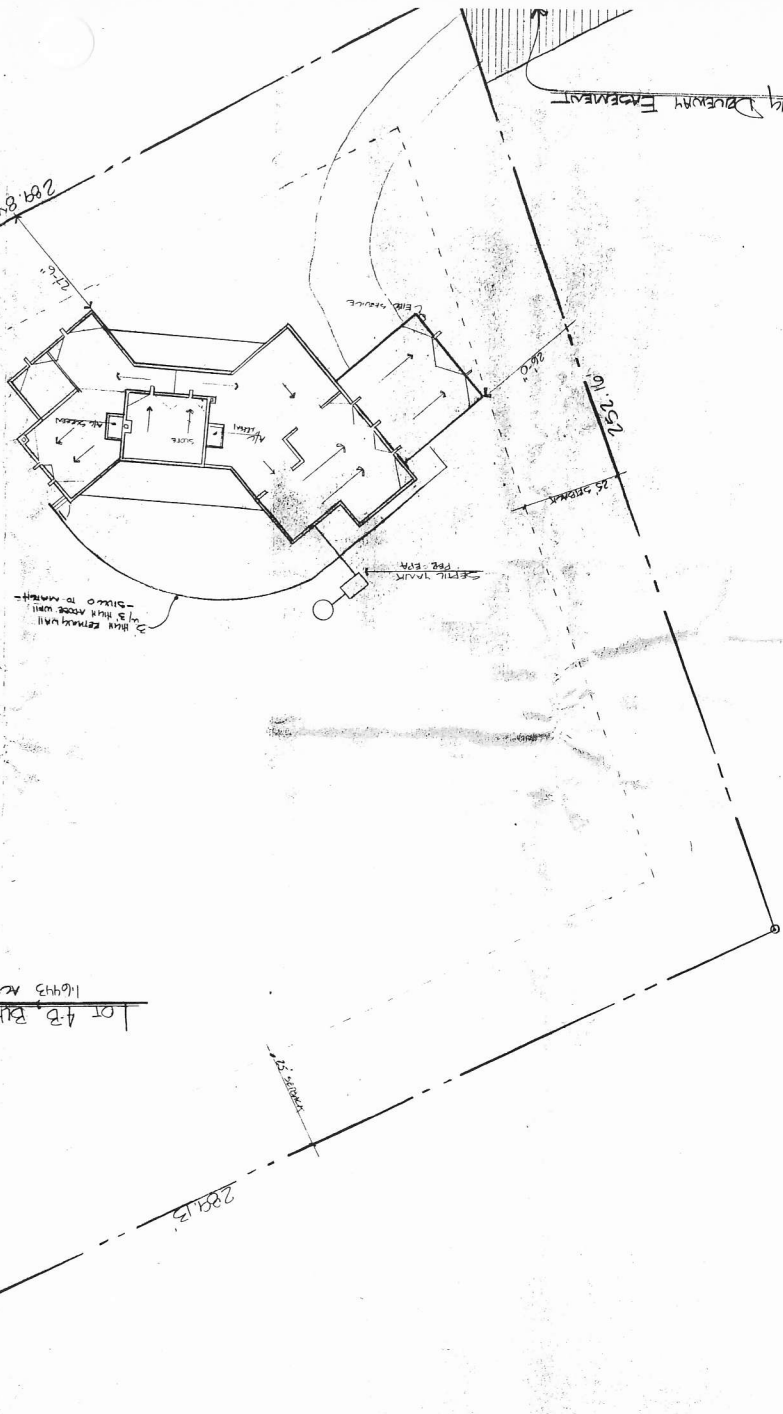 DRIVEWAY EASEMENT
289.8
27'-6"
ELEC SERVICE
26'-0"
252.16'
25' SETBACK
A/C SCREEN
SLOPE
A/C SCREEN
SEPTIC TANK
PER EPA
3' HIGH RETAINING WALL
W/ 3' HIGH ADOBE WALL
-STUCCO TO MATCH-
LOT 4-B
1.6443 AC
25' SETBACK
289.13'